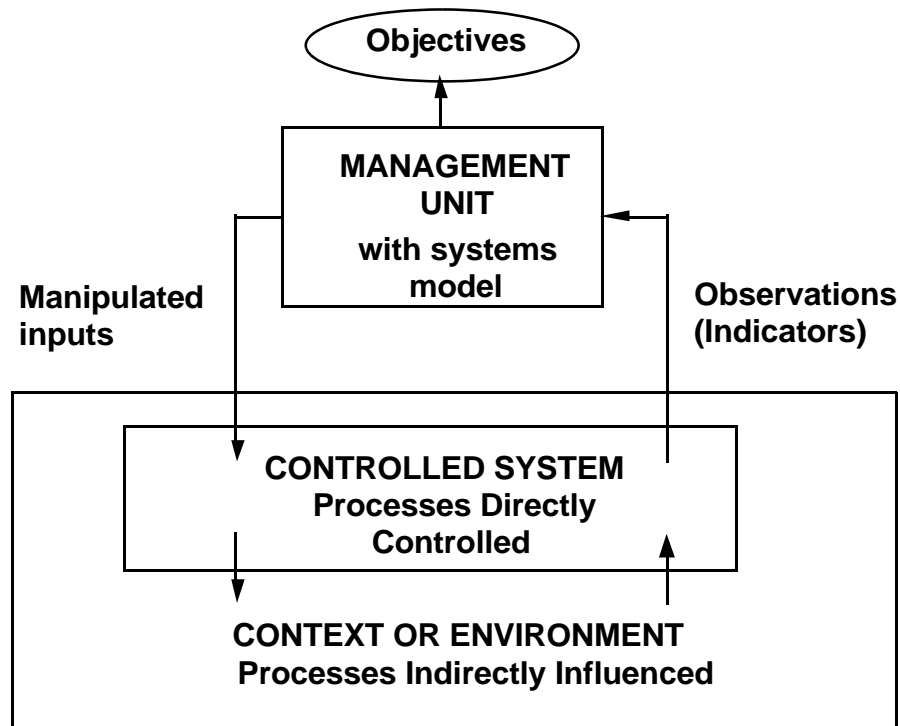 Objectives
MANAGEMENT
UNIT
with systems
model
Manipulated
inputs
Observations
(Indicators)
CONTROLLED SYSTEM
Processes Directly
Controlled
CONTEXT OR ENVIRONMENT
Processes Indirectly Influenced